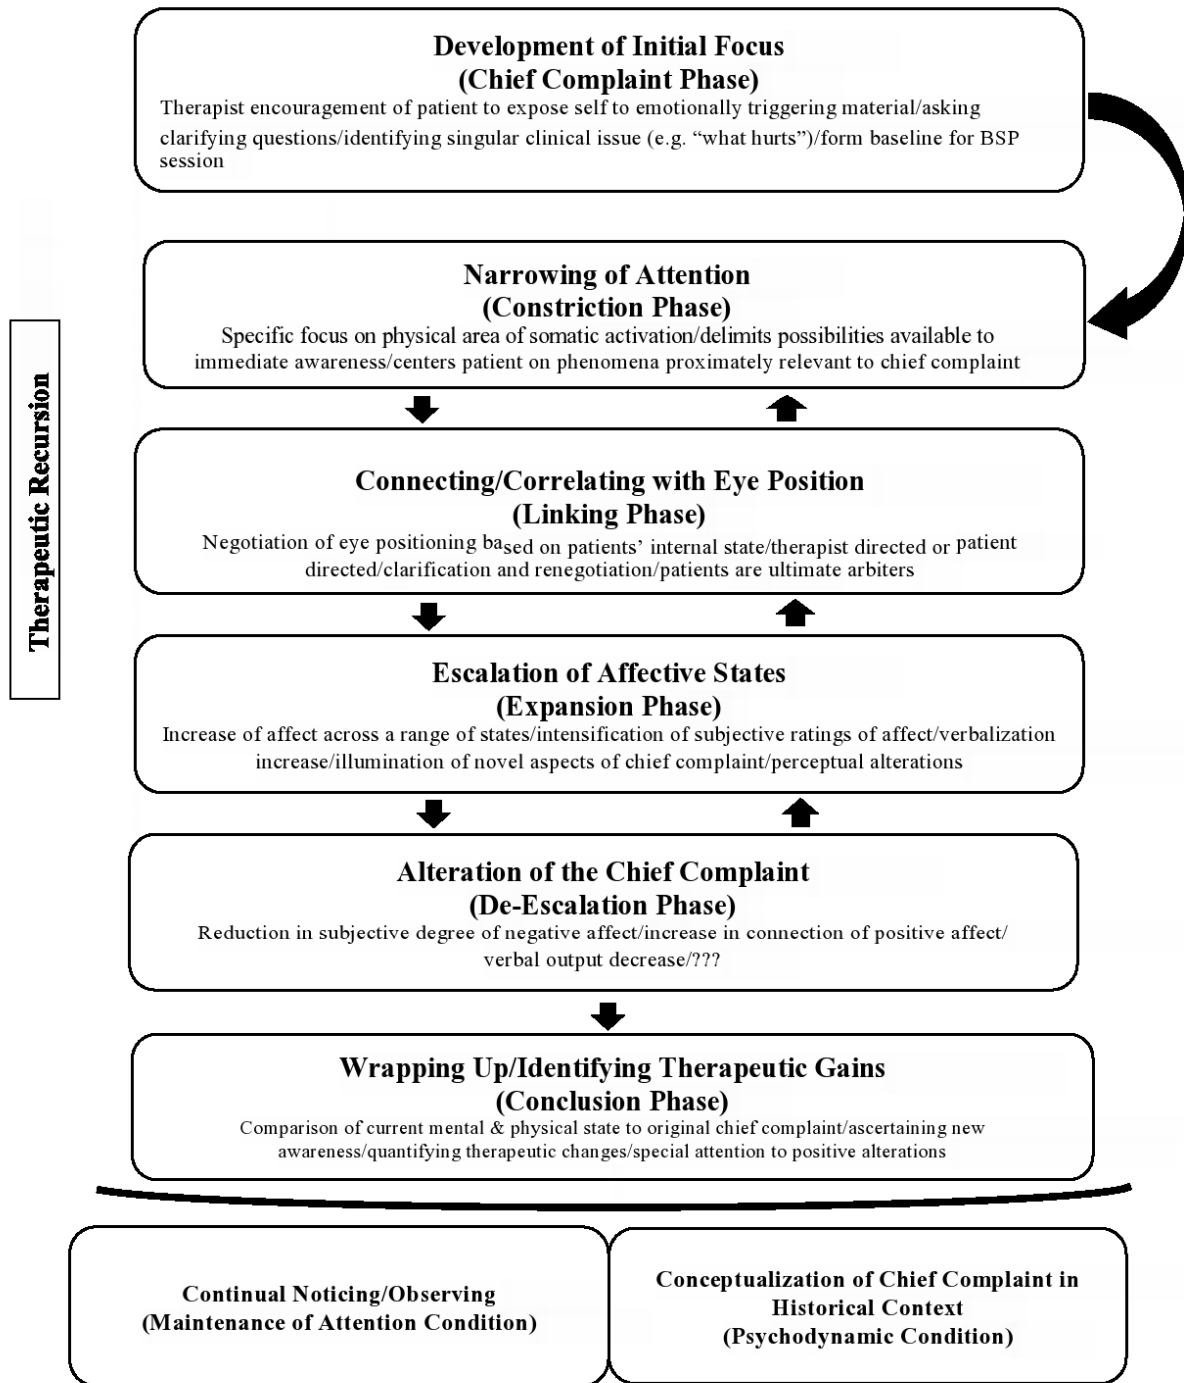 Development of Initial Focus
(Chief Complaint Phase)
Therapist encouragement of patient to expose self to emotionally triggering material/asking
clarifying questions/identifying singular clinical issue (e.g. “what hurts”)/form baseline for BSP
session
Narrowing of Attention
(Constriction Phase)
Specific focus on physical area of somatic activation/delimits possibilities available to
immediate awareness/centers patient on phenomena proximately relevant to chief complaint
Therapeutic Recursion
Connecting/Correlating with Eye Position
(Linking Phase)
Negotiation of eye positioning based on patients’ internal state/therapist directed or patient
directed/clarification and renegotiation/patients are ultimate arbiters
Escalation of Affective States
(Expansion Phase)
Increase of affect across a range of states/intensification of subjective ratings of affect/verbalization
increase/illumination of novel aspects of chief complaint/perceptual alterations
Alteration of the Chief Complaint
(De-Escalation Phase)
Reduction in subjective degree of negative affect/increase in connection of positive affect/
verbal output decrease/???
Wrapping Up/Identifying Therapeutic Gains
(Conclusion Phase)
Comparison of current mental & physical state to original chief complaint/ascertaining new
awareness/quantifying therapeutic changes/special attention to positive alterations
Continual Noticing/Observing
(Maintenance of Attention Condition)
Conceptualization of Chief Complaint in
Historical Context
(Psychodynamic Condition)